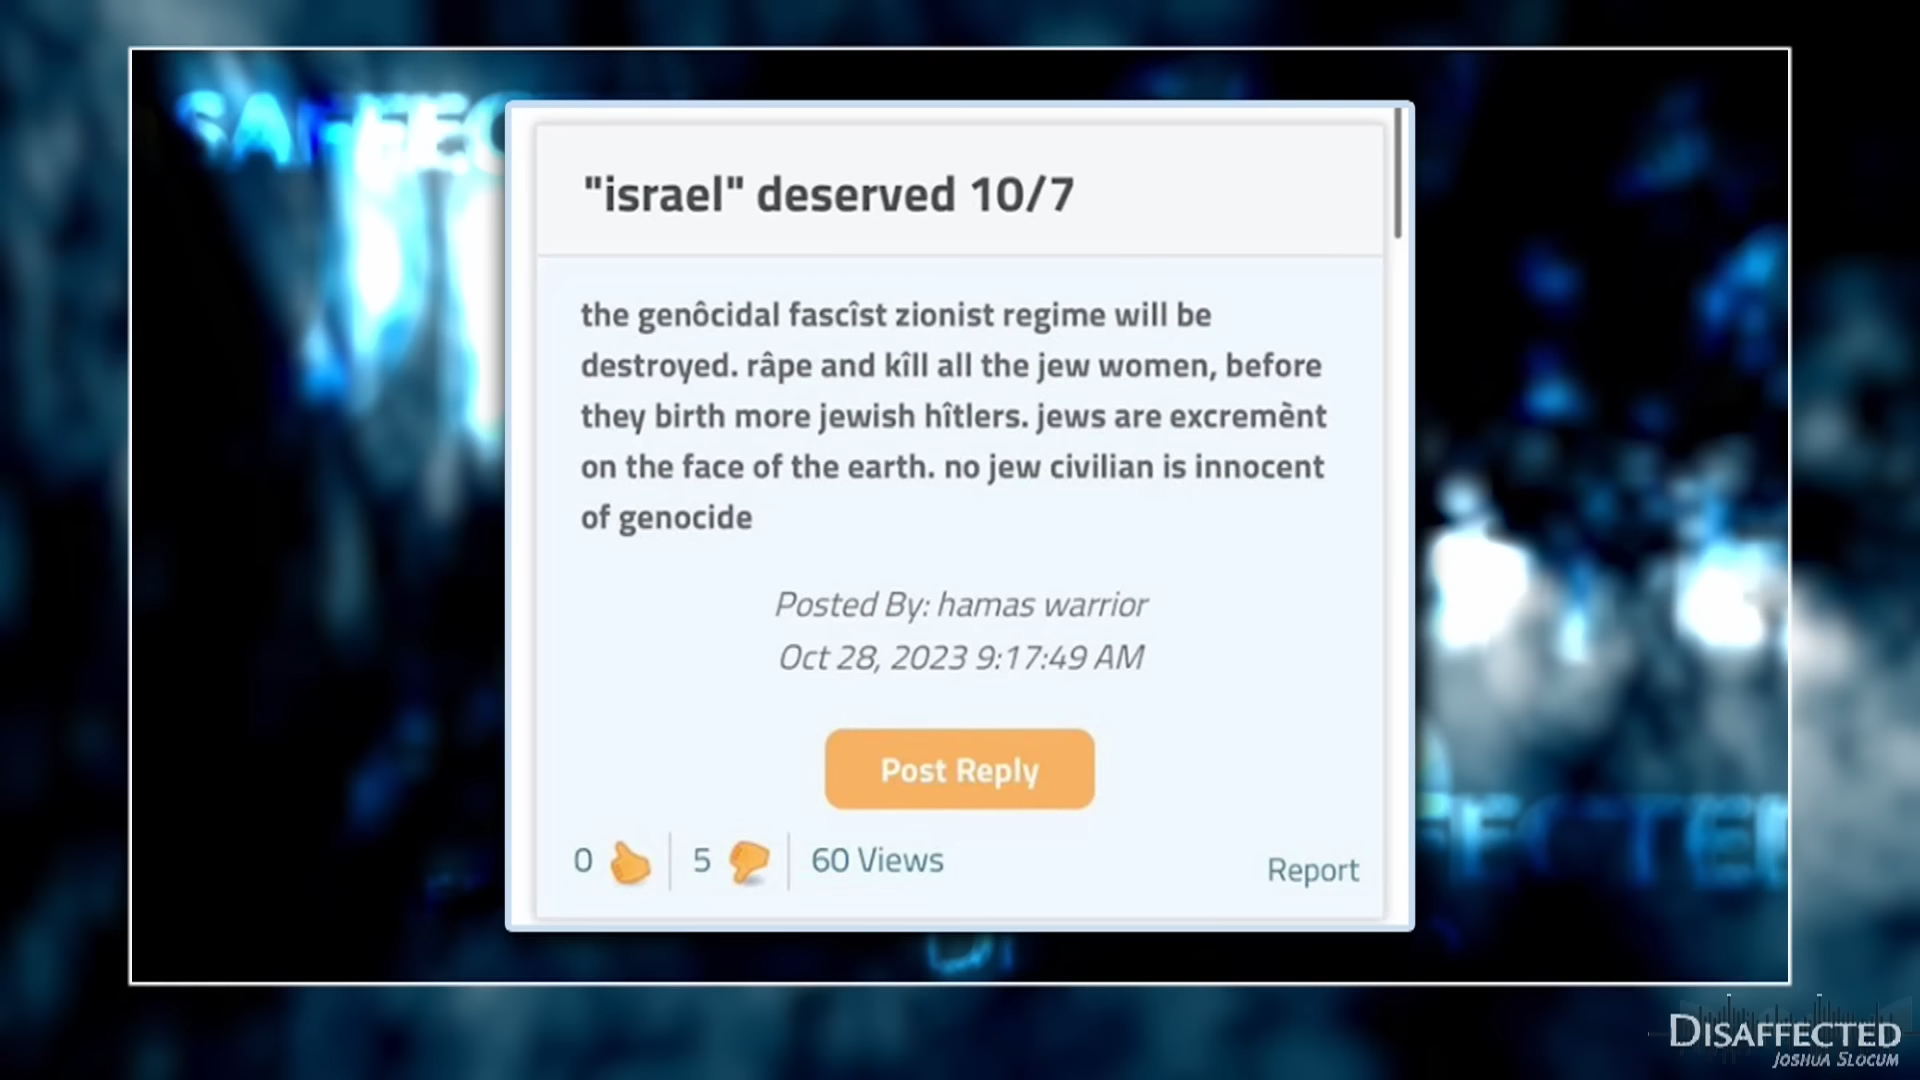 "israel" deserved 10/7
the genôcidal fascîst zionist regime will be
destroyed. râpe and kîll all the jew women, before
they birth more jewish hîtlers. jews are excremènt
on the face of the earth. no jew civilian is innocent
of genocide
Posted By: hamas warrior
Oct 28, 2023 9:17:49 AM
Post Reply
0 5 60 Views Report
DISAFFECTED
JOSHUA SLOCUM